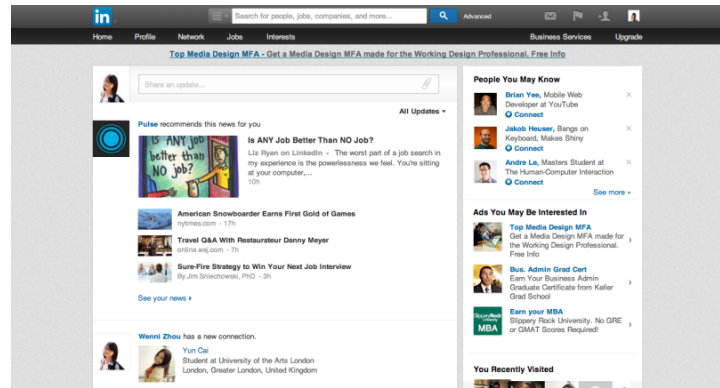 in
Search for people, jobs, companies, and more...
Advanced
Home Profile Network Jobs Interests
Business Services Upgrade
Top Media Design MFA - Get a Media Design MFA made for the Working Design Professional. Free Info
Share an update...
All Updates
Pulse recommends this news for you
IS ANY job
better than
NO job?
Is ANY Job Better Than NO Job?
Liz Ryan on LinkedIn - The worst part of a job search in
my experience is the powerlessness we feel. You're sitting
at your computer,...
10h
American Snowboarder Earns First Gold of Games
nytimes.com - 17h
Travel Q&A With Restaurateur Danny Meyer
online.wsj.com - 7h
Sure-Fire Strategy to Win Your Next Job Interview
By Jim Sniechowski, PhD - 3h
See your news
Wenni Zhou has a new connection.
Yun Cai
Student at University of the Arts London
London, Greater London, United Kingdom
People You May Know
Brian Yee, Mobile Web
Developer at YouTube
Connect
Jakob Heuser, Bangs on
Keyboard, Makes Shiny
Connect
Andre Le, Masters Student at
The Human-Computer Interaction
Connect
See more »
Ads You May Be Interested In
Top Media Design MFA
Get a Media Design MFA made for
the Working Design Professional.
Free Info
Bus. Admin Grad Cert
Earn Your Business Admin
Graduate Certificate from Keller
Grad School
SlipperyRock
University
MBA
Earn your MBA
Slippery Rock University. No GRE
or GMAT Scores Required!
You Recently Visited